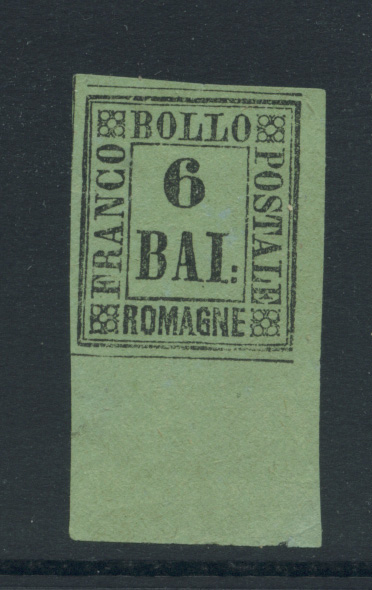 BOLLO
FRANCO
POSTALE
6
BAI:
ROMAGNE